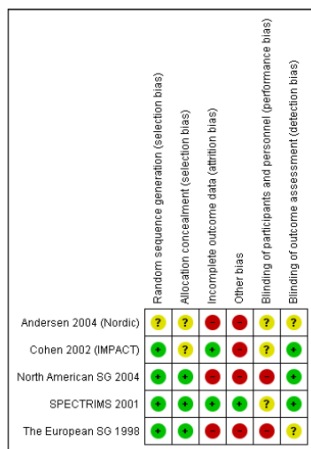 Random sequence generation (selection bias)
Allocation concealment (selection bias)
Incomplete outcome data (attrition bias)
Other bias
Blinding of participants and personnel (performance bias)
Blinding of outcome assessment (detection bias)
Andersen 2004 (Nordic) ? ? - - ? ?
Cohen 2002 (IMPACT) + ? + - ? +
North American SG 2004 + + - - - +
SPECTRIMS 2001 + + + + ? +
The European SG 1998 + + - - - ?